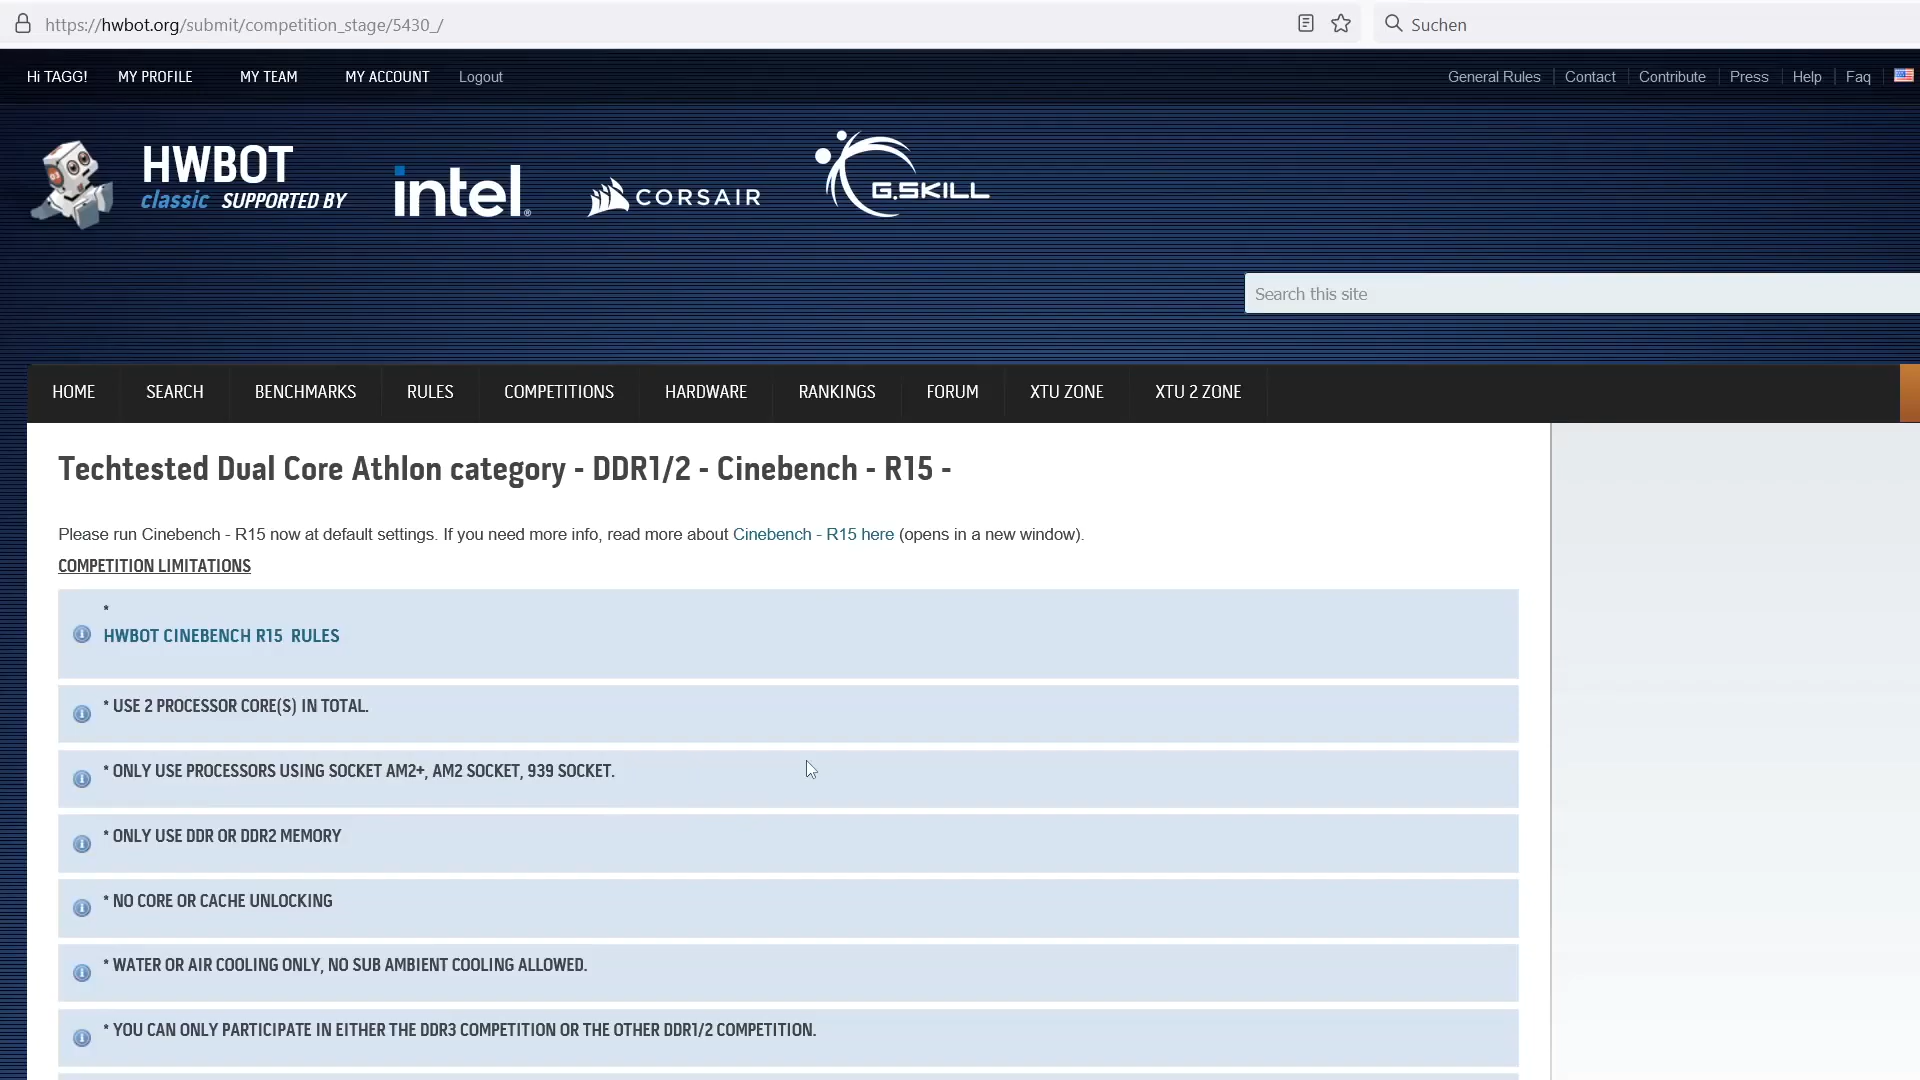 https://hwbot.org/submit/competition_stage/5430_/
Suchen
Hi TAGG! MY PROFILE MY TEAM MY ACCOUNT Logout
General Rules Contact Contribute Press Help Faq
HWBOT
classic SUPPORTED BY
intel.
CORSAIR
G.SKILL
Search this site
HOME SEARCH BENCHMARKS RULES COMPETITIONS HARDWARE RANKINGS FORUM XTU ZONE XTU 2 ZONE
Techtested Dual Core Athlon category - DDR1/2 - Cinebench - R15 -
Please run Cinebench - R15 now at default settings. If you need more info, read more about Cinebench - R15 here (opens in a new window).
COMPETITION LIMITATIONS
*
HWBOT CINEBENCH R15 RULES
* USE 2 PROCESSOR CORE(S) IN TOTAL.
* ONLY USE PROCESSORS USING SOCKET AM2+, AM2 SOCKET, 939 SOCKET.
* ONLY USE DDR OR DDR2 MEMORY
* NO CORE OR CACHE UNLOCKING
* WATER OR AIR COOLING ONLY, NO SUB AMBIENT COOLING ALLOWED.
* YOU CAN ONLY PARTICIPATE IN EITHER THE DDR3 COMPETITION OR THE OTHER DDR1/2 COMPETITION.